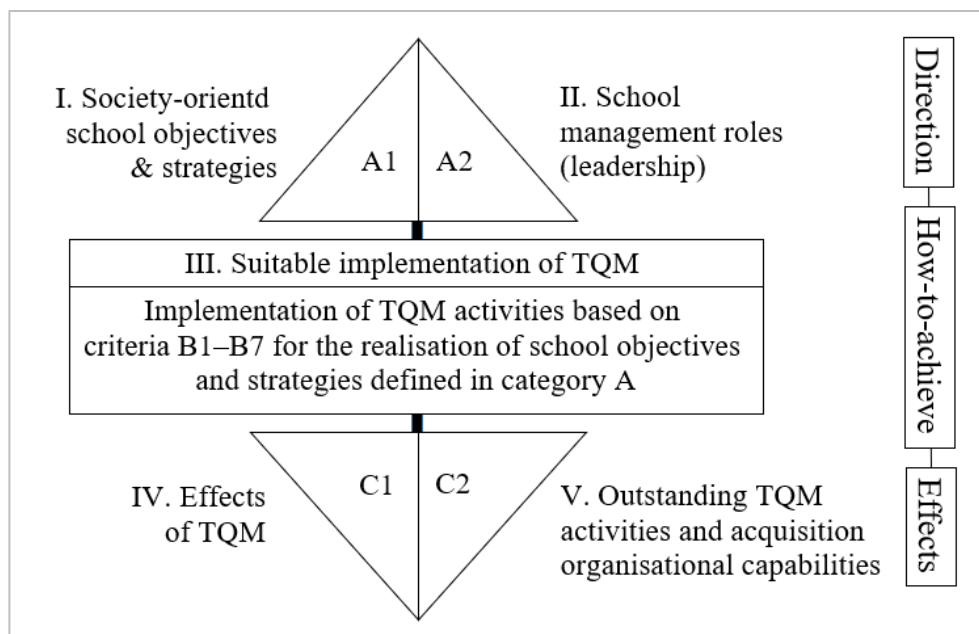 I. Society-orientd
school objectives
& strategies
A1
A2
II. School
management roles
(leadership)
III. Suitable implementation of TQM
Implementation of TQM activities based on
criteria B1–B7 for the realisation of school objectives
and strategies defined in category A
C1
C2
IV. Effects
of TQM
V. Outstanding TQM
activities and acquisition
organisational capabilities
Direction
How-to-achieve
Effects